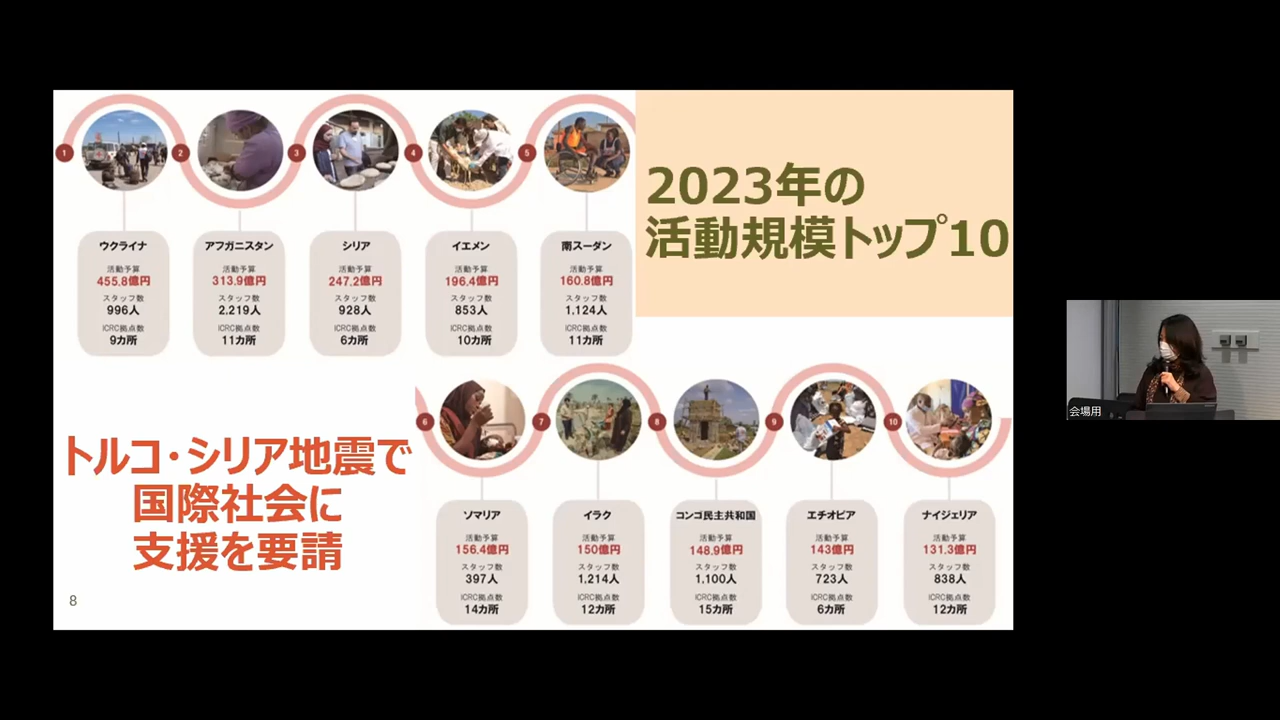 2023年の
活動規模トップ10
1
2
3
4
5
ウクライナ
活動予算
455.8億円
スタッフ数
996人
ICRC拠点数
9カ所
アフガニスタン
活動予算
313.9億円
スタッフ数
2,219人
ICRC拠点数
11カ所
シリア
活動予算
247.2億円
スタッフ数
928人
ICRC拠点数
6カ所
イエメン
活動予算
196.4億円
スタッフ数
853人
ICRC拠点数
10カ所
南スーダン
活動予算
160.8億円
スタッフ数
1,124人
ICRC拠点数
11カ所
トルコ・シリア地震で
国際社会に
支援を要請
6
7
8
9
10
ソマリア
活動予算
156.4億円
スタッフ数
397人
ICRC拠点数
14カ所
イラク
活動予算
150億円
スタッフ数
1,214人
ICRC拠点数
12カ所
コンゴ民主共和国
活動予算
148.9億円
スタッフ数
1,100人
ICRC拠点数
15カ所
エチオピア
活動予算
143億円
スタッフ数
723人
ICRC拠点数
6カ所
ナイジェリア
活動予算
131.3億円
スタッフ数
838人
ICRC拠点数
12カ所
8
会場用